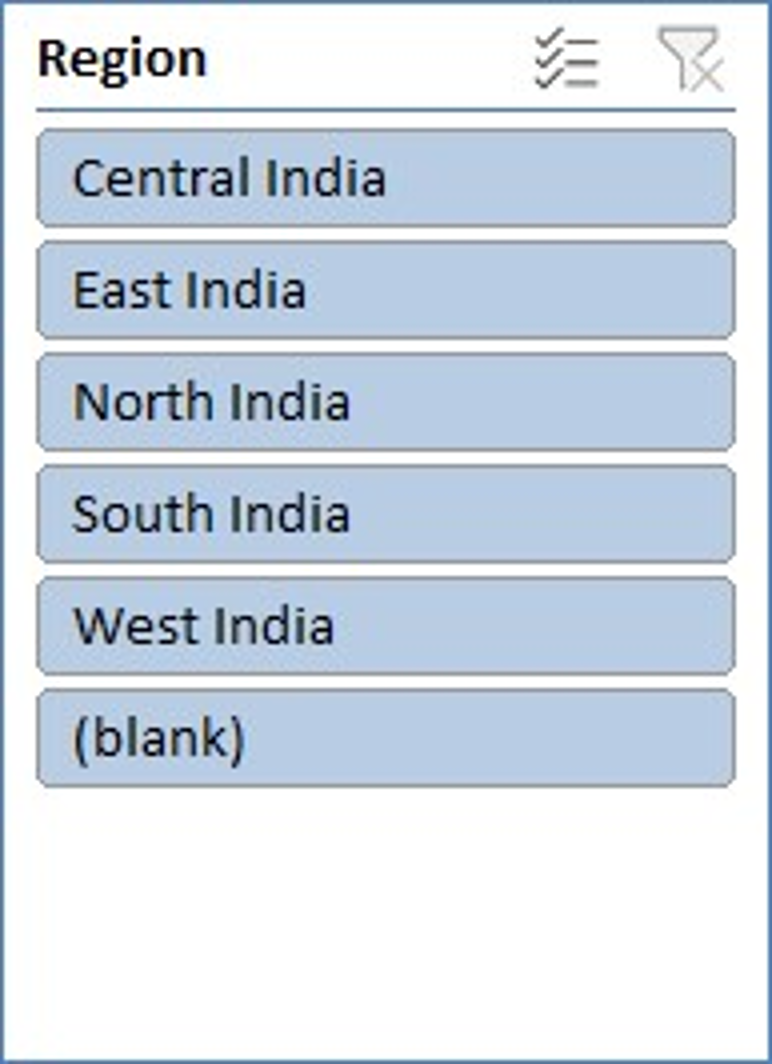 Region
Central India
East India
North India
South India
West India
(blank)